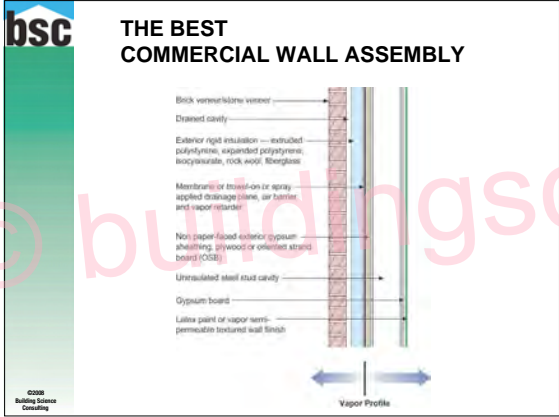 bsc
THE BEST
COMMERCIAL WALL ASSEMBLY
Brick veneer/stone veneer
Drained cavity
Exterior rigid insulation — extruded
polystyrene, expanded polystyrene,
isocyanurate, rock wool, fiberglass
Membrane or trowel-on or spray
applied drainage plane, air barrier
and vapor retarder
Non paper-faced exterior gypsum
sheathing, plywood or oriented strand
board (OSB)
Uninsulated steel stud cavity
Gypsum board
Latex paint or vapor semi-
permeable textured wall finish
Vapor Profile
© buildingsc
©2008
Building Science
Consulting